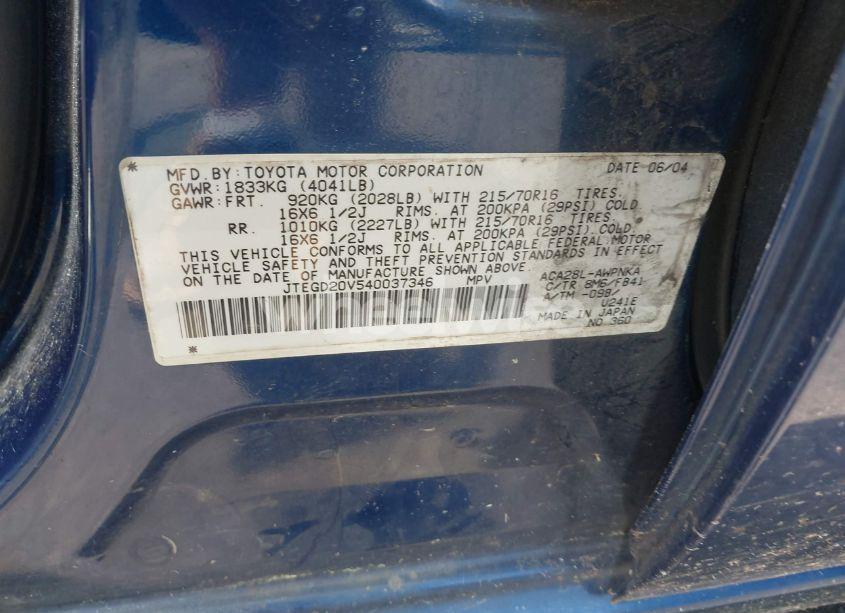 MFD.BY:TOYOTA MOTOR CORPORATION DATE 06/04
GVWR:1833KG (4041LB)
GAWR:FRT. 920KG (2028LB) WITH 215/70R16 TIRES.
16X6 1/2J RIMS. AT 200KPA (29PSI) COLD
RR. 1010KG (2227LB) WITH 215/70R16 TIRES.
16X6 1/2J RIMS. AT 200KPA (29PSI) COLD.
THIS VEHICLE CONFORMS TO ALL APPLICABLE FEDERAL MOTOR
VEHICLE SAFETY AND THEFT PREVENTION STANDARDS IN EFFECT
ON THE DATE OF MANUFACTURE SHOWN ABOVE.
JTEGD20V540037346 MPV
ACA28L-AWPNKA
C/TR 8M6/FB41
A/TM -09B/
U241E
MADE IN JAPAN
NO.360